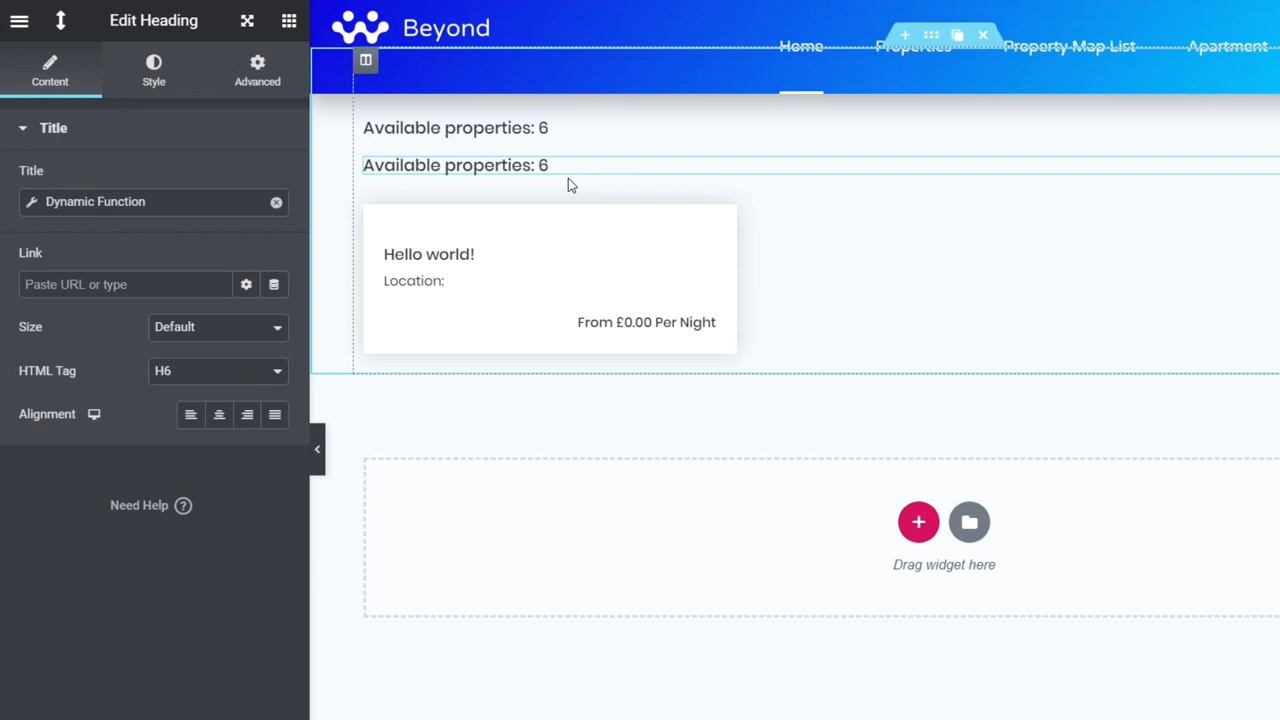 Edit Heading
Content
Style
Advanced
Title
Title
Dynamic Function
Link
Paste URL or type
Size
Default
HTML Tag
H6
Alignment
Need Help ?
Beyond
Home
Properties
Property Map List
Apartment
Available properties: 6
Available properties: 6
Hello world!
Location:
From £0.00 Per Night
Drag widget here